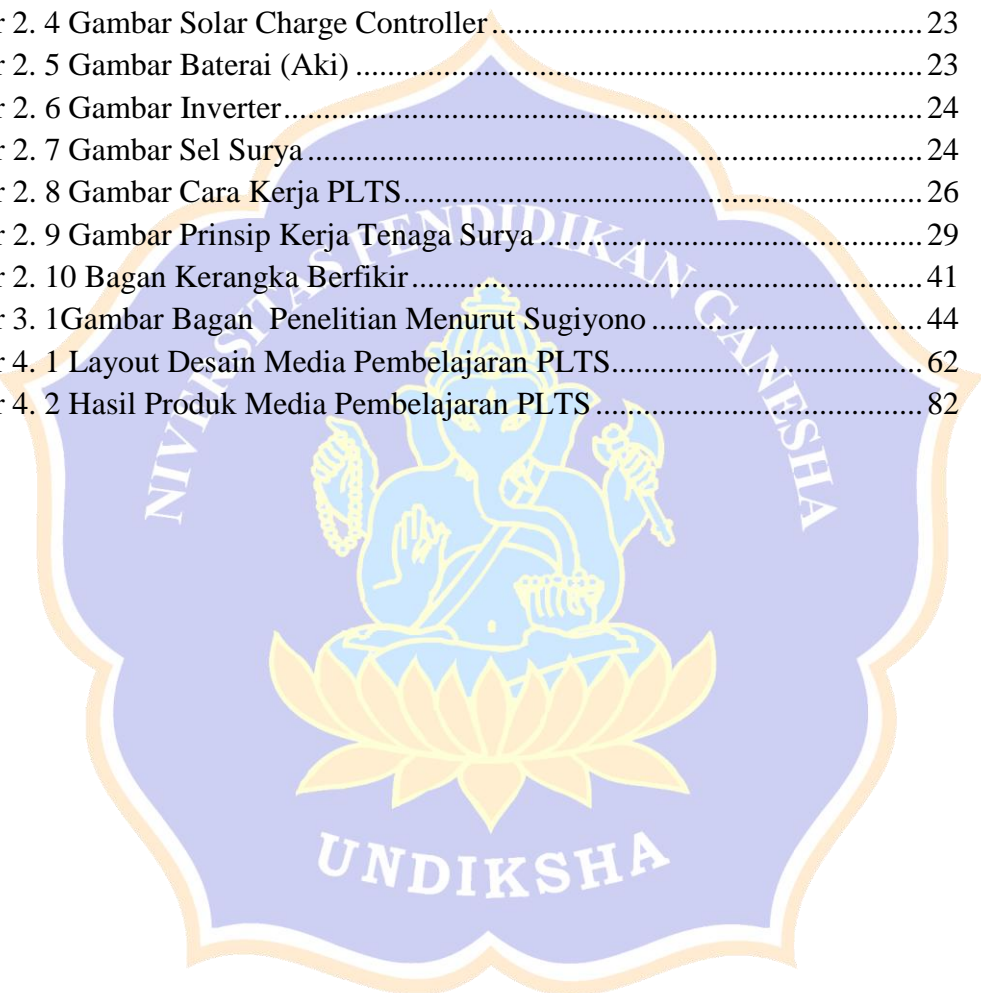 r 2. 4 Gambar Solar Charge Controller.......................................................... 23
r 2. 5 Gambar Baterai (Aki) ............................................................................ 23
r 2. 6 Gambar Inverter...................................................................................... 24
r 2. 7 Gambar Sel Surya................................................................................... 24
r 2. 8 Gambar Cara Kerja PLTS...................................................................... 26
r 2. 9 Gambar Prinsip Kerja Tenaga Surya .................................................... 29
r 2. 10 Bagan Kerangka Berfikir..................................................................... 41
r 3. 1Gambar Bagan  Penelitian Menurut Sugiyono .................................... 44
r 4. 1 Layout Desain Media Pembelajaran PLTS.......................................... 62
r 4. 2 Hasil Produk Media Pembelajaran PLTS ............................................ 82
NIVERSITAS PENDIDIKAN GANESHA
UNDIKSHA